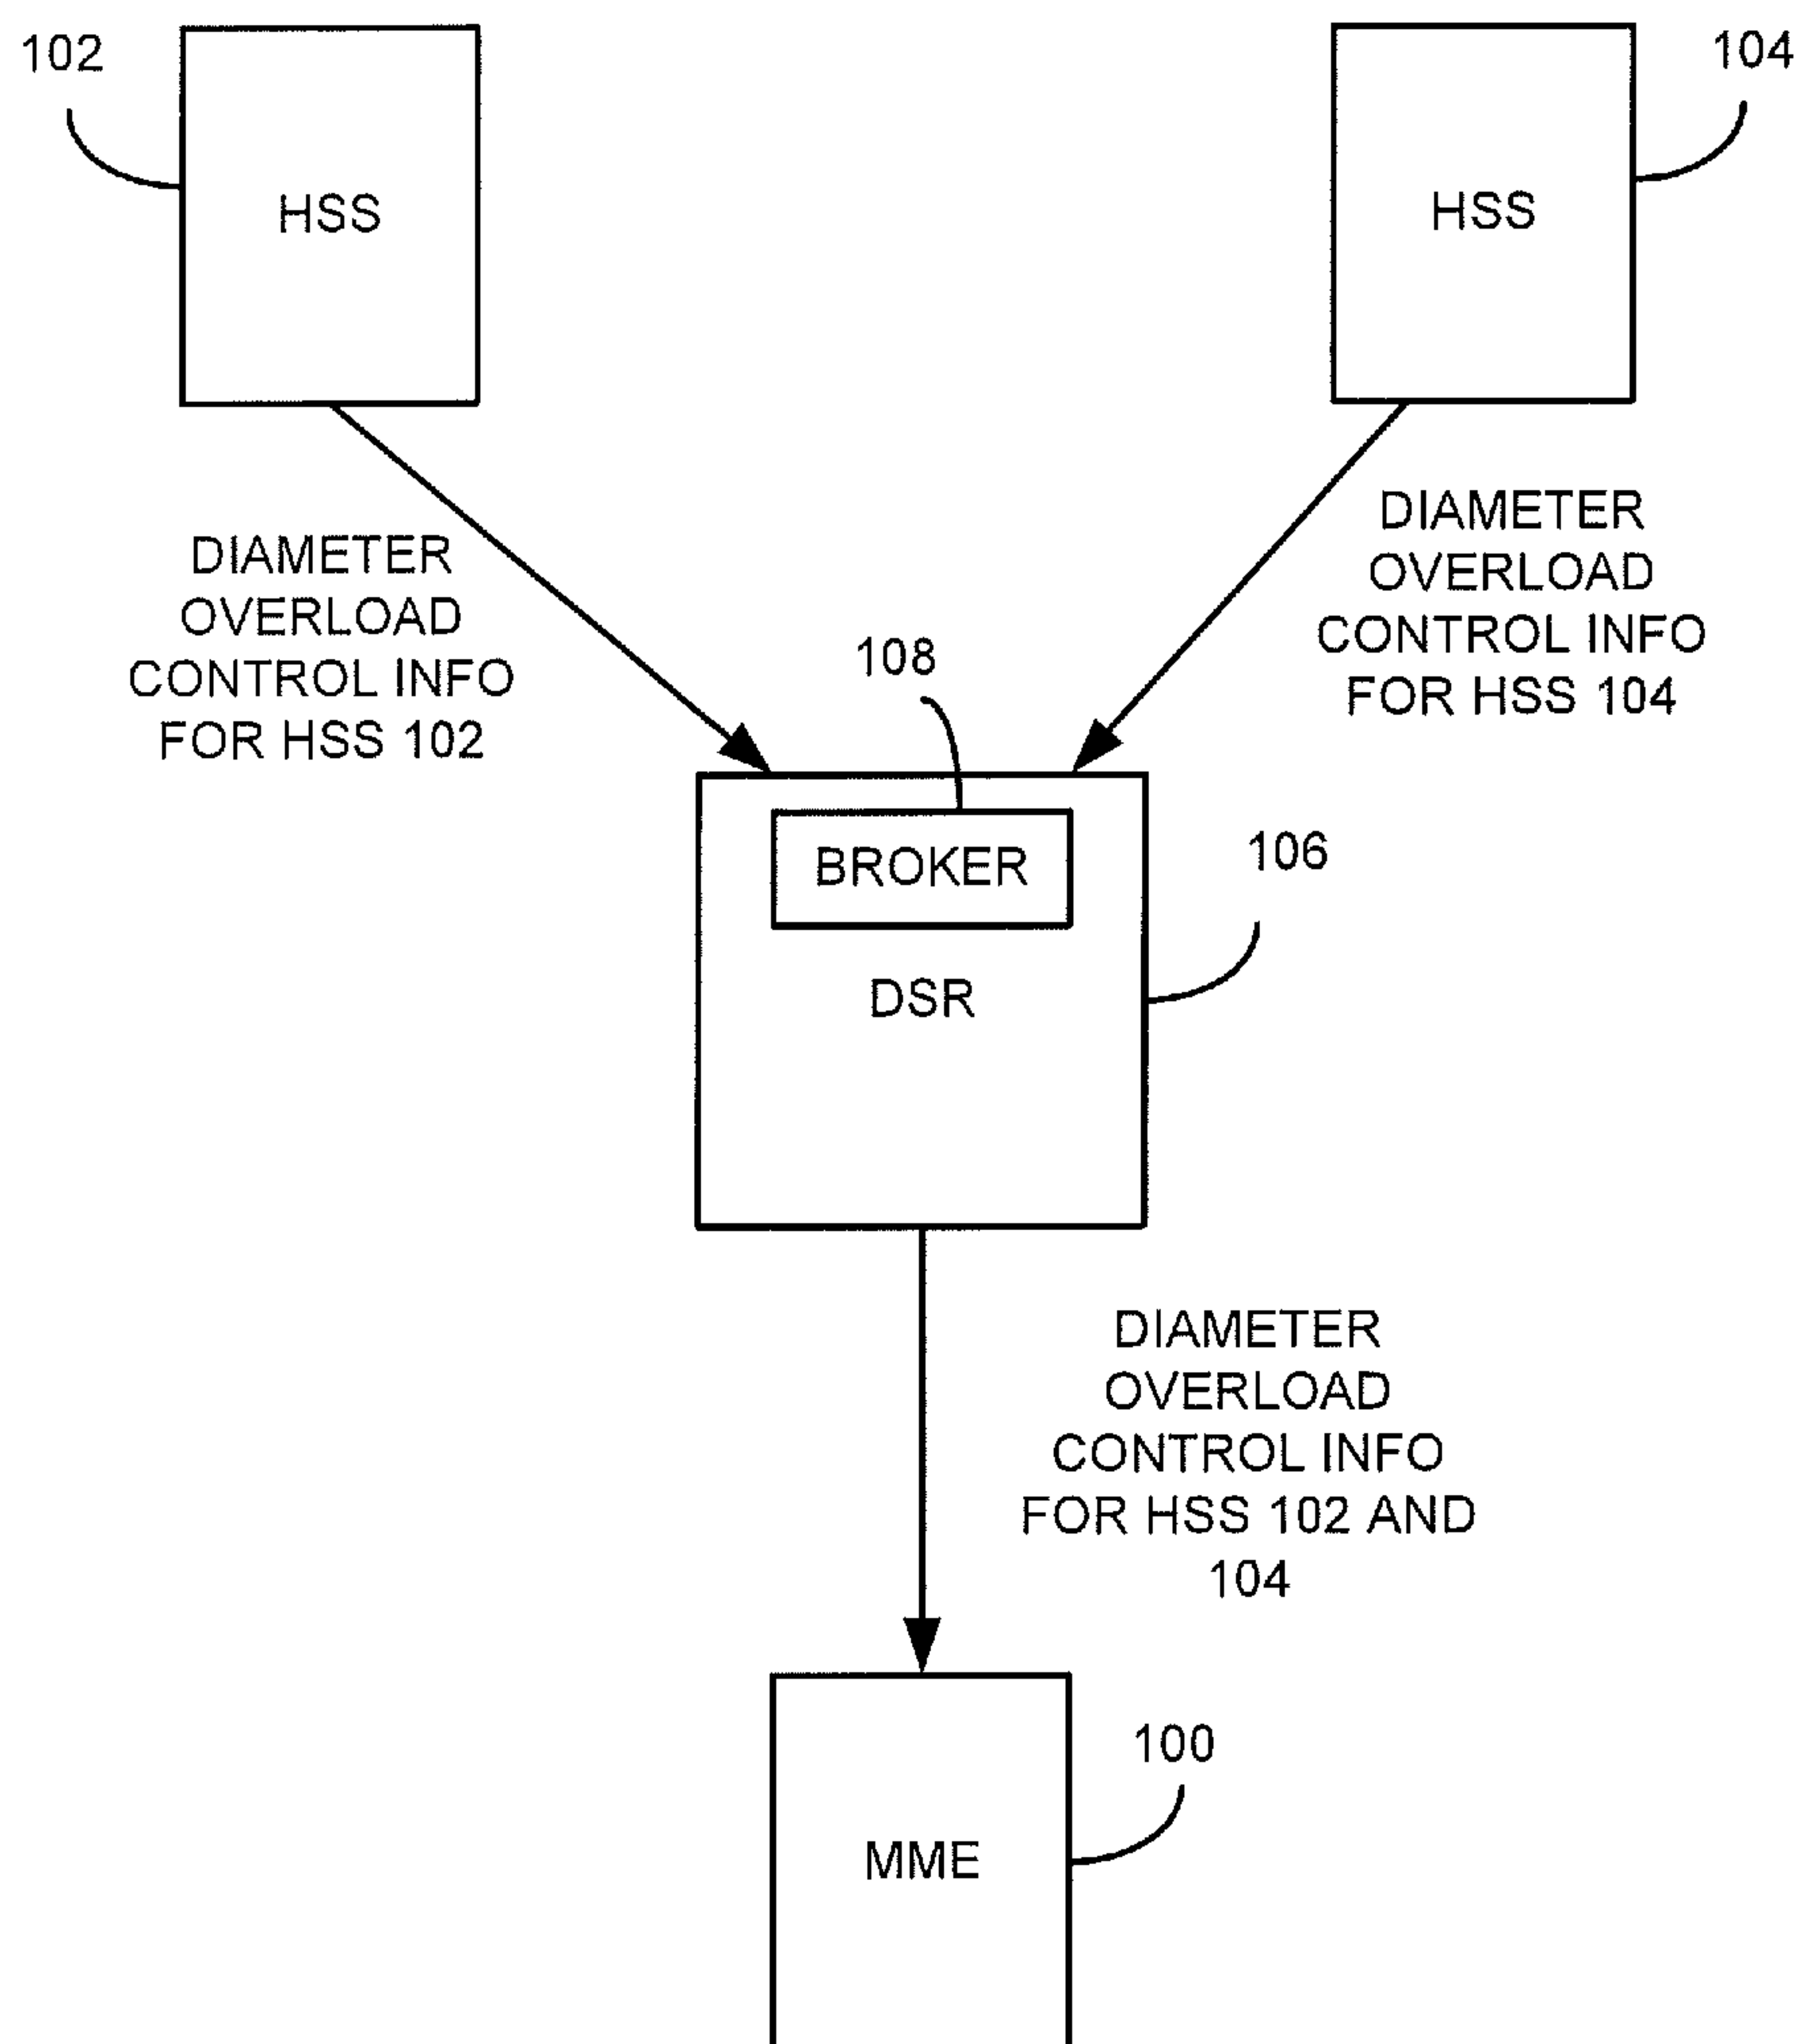 102
104
HSS
HSS
DIAMETER
OVERLOAD
CONTROL INFO
FOR HSS 102
DIAMETER
OVERLOAD
CONTROL INFO
FOR HSS 104
108
BROKER
106
DSR
DIAMETER
OVERLOAD
CONTROL INFO
FOR HSS 102 AND
104
100
MME